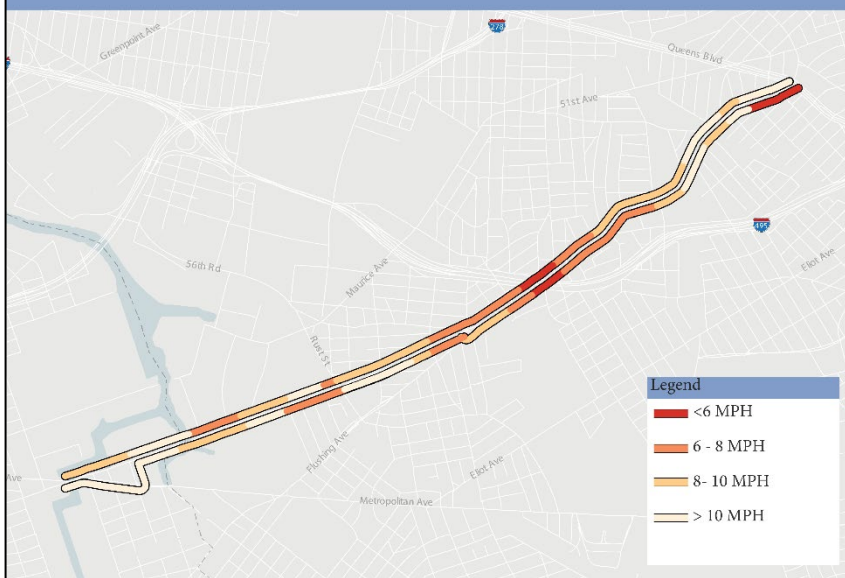 Greenpoint Ave
278
Queens Blvd
51st Ave
495
Eliot Ave
56th Rd
Maurice Ave
Rust St
Flushing Ave
Eliot Ave
Ave
Metropolitan Ave
Legend
<6 MPH
6 - 8 MPH
8- 10 MPH
> 10 MPH